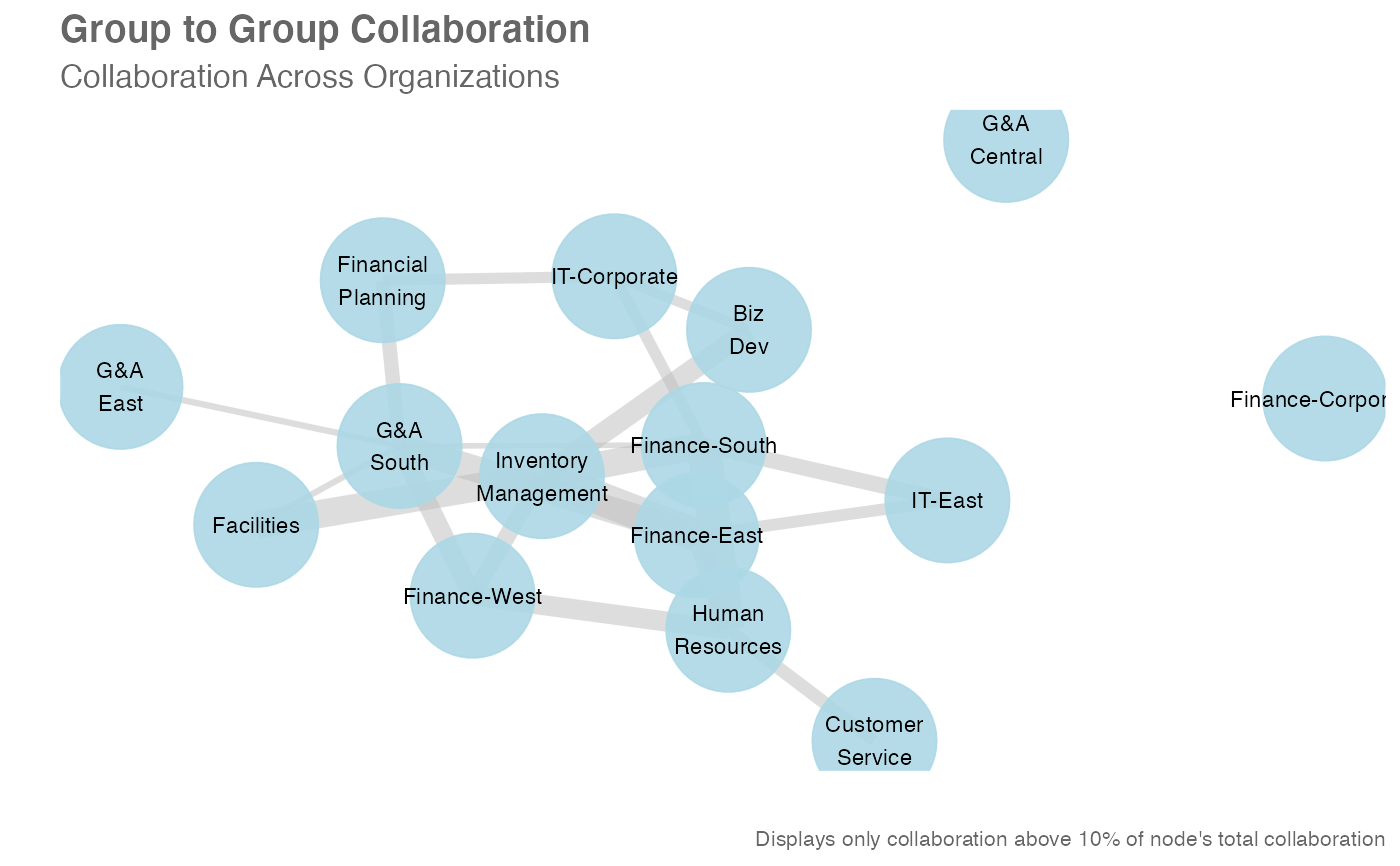 Group to Group Collaboration
Collaboration Across Organizations
G&A
Central
Financial
Planning
IT-Corporate
Biz
Dev
G&A
East
Finance-Corpor
G&A
South
Inventory
Management
Finance-South
IT-East
Facilities
Finance-East
Finance-West
Human
Resources
Customer
Service
Displays only collaboration above 10% of node's total collaboration